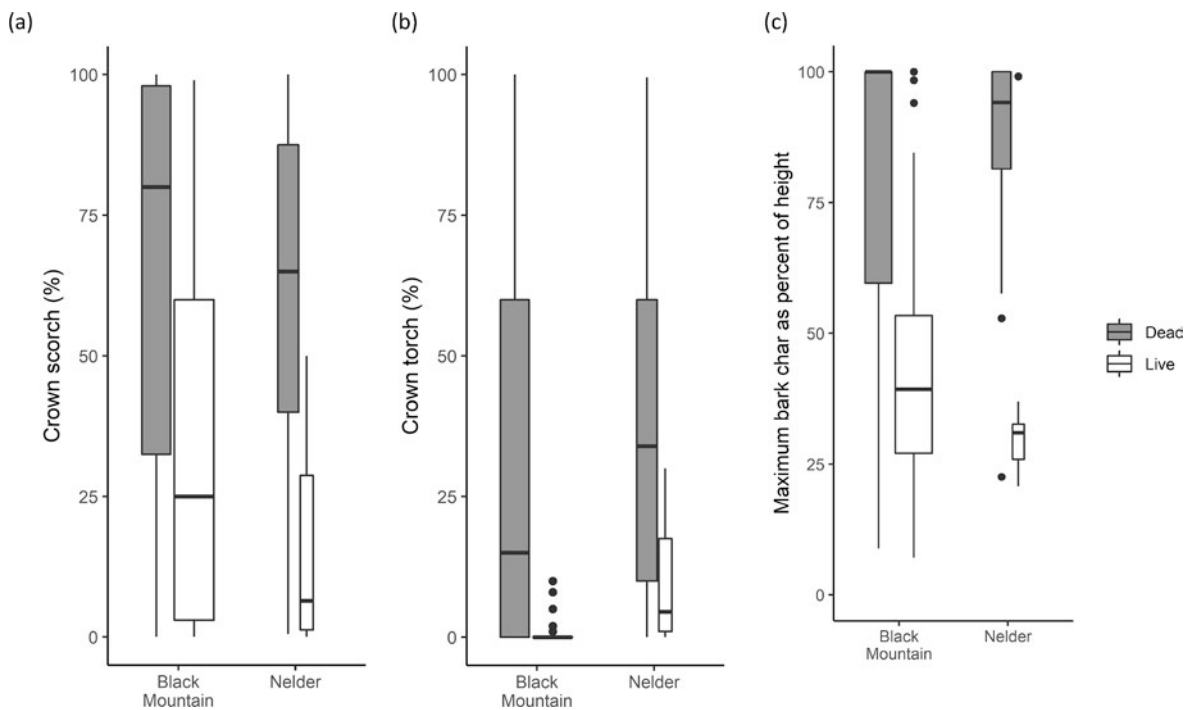 (a)
Crown scorch (%)
100
75
50
25
0
Black
Mountain
Nelder
(b)
Crown torch (%)
100
75
50
25
0
Black
Mountain
Nelder
(c)
Maximum bark char as percent of height
100
75
50
25
0
Black
Mountain
Nelder
Dead
Live